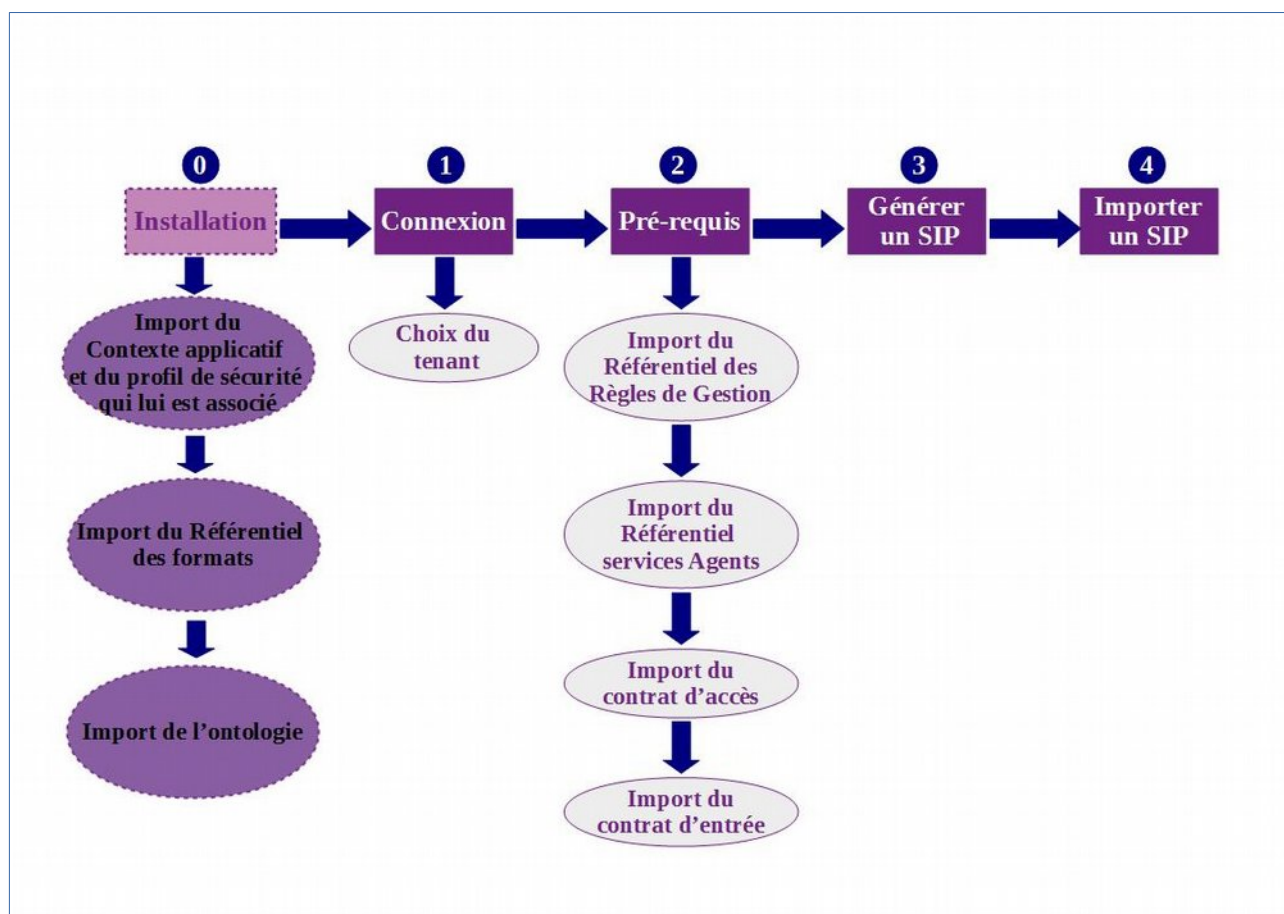 0
Installation
Import du
Contexte applicatif
et du profil de sécurité
qui lui est associé
Import du Référentiel
des formats
Import de l’ontologie
1
Connexion
Choix du
tenant
2
Pré-requis
Import du
Référentiel des
Règles de Gestion
Import du
Référentiel
services Agents
Import du
contrat d’accès
Import du
contrat d’entrée
3
Générer
un SIP
4
Importer
un SIP